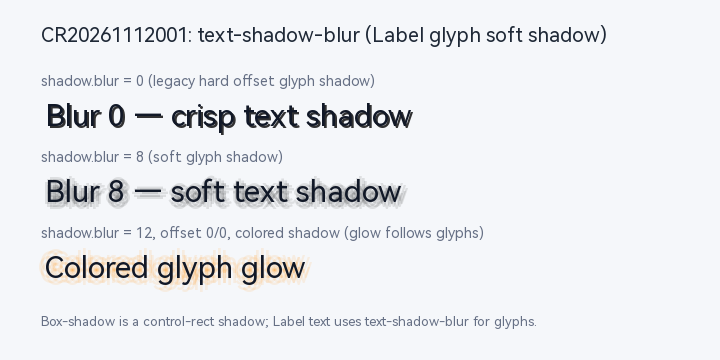 CR20261112001: text-shadow-blur (Label glyph soft shadow)
shadow.blur = 0 (legacy hard offset glyph shadow)
Blur 0 — crisp text shadow
shadow.blur = 8 (soft glyph shadow)
Blur 8 — soft text shadow
shadow.blur = 12, offset 0/0, colored shadow (glow follows glyphs)
Colored glyph glow
Box-shadow is a control-rect shadow; Label text uses text-shadow-blur for glyphs.